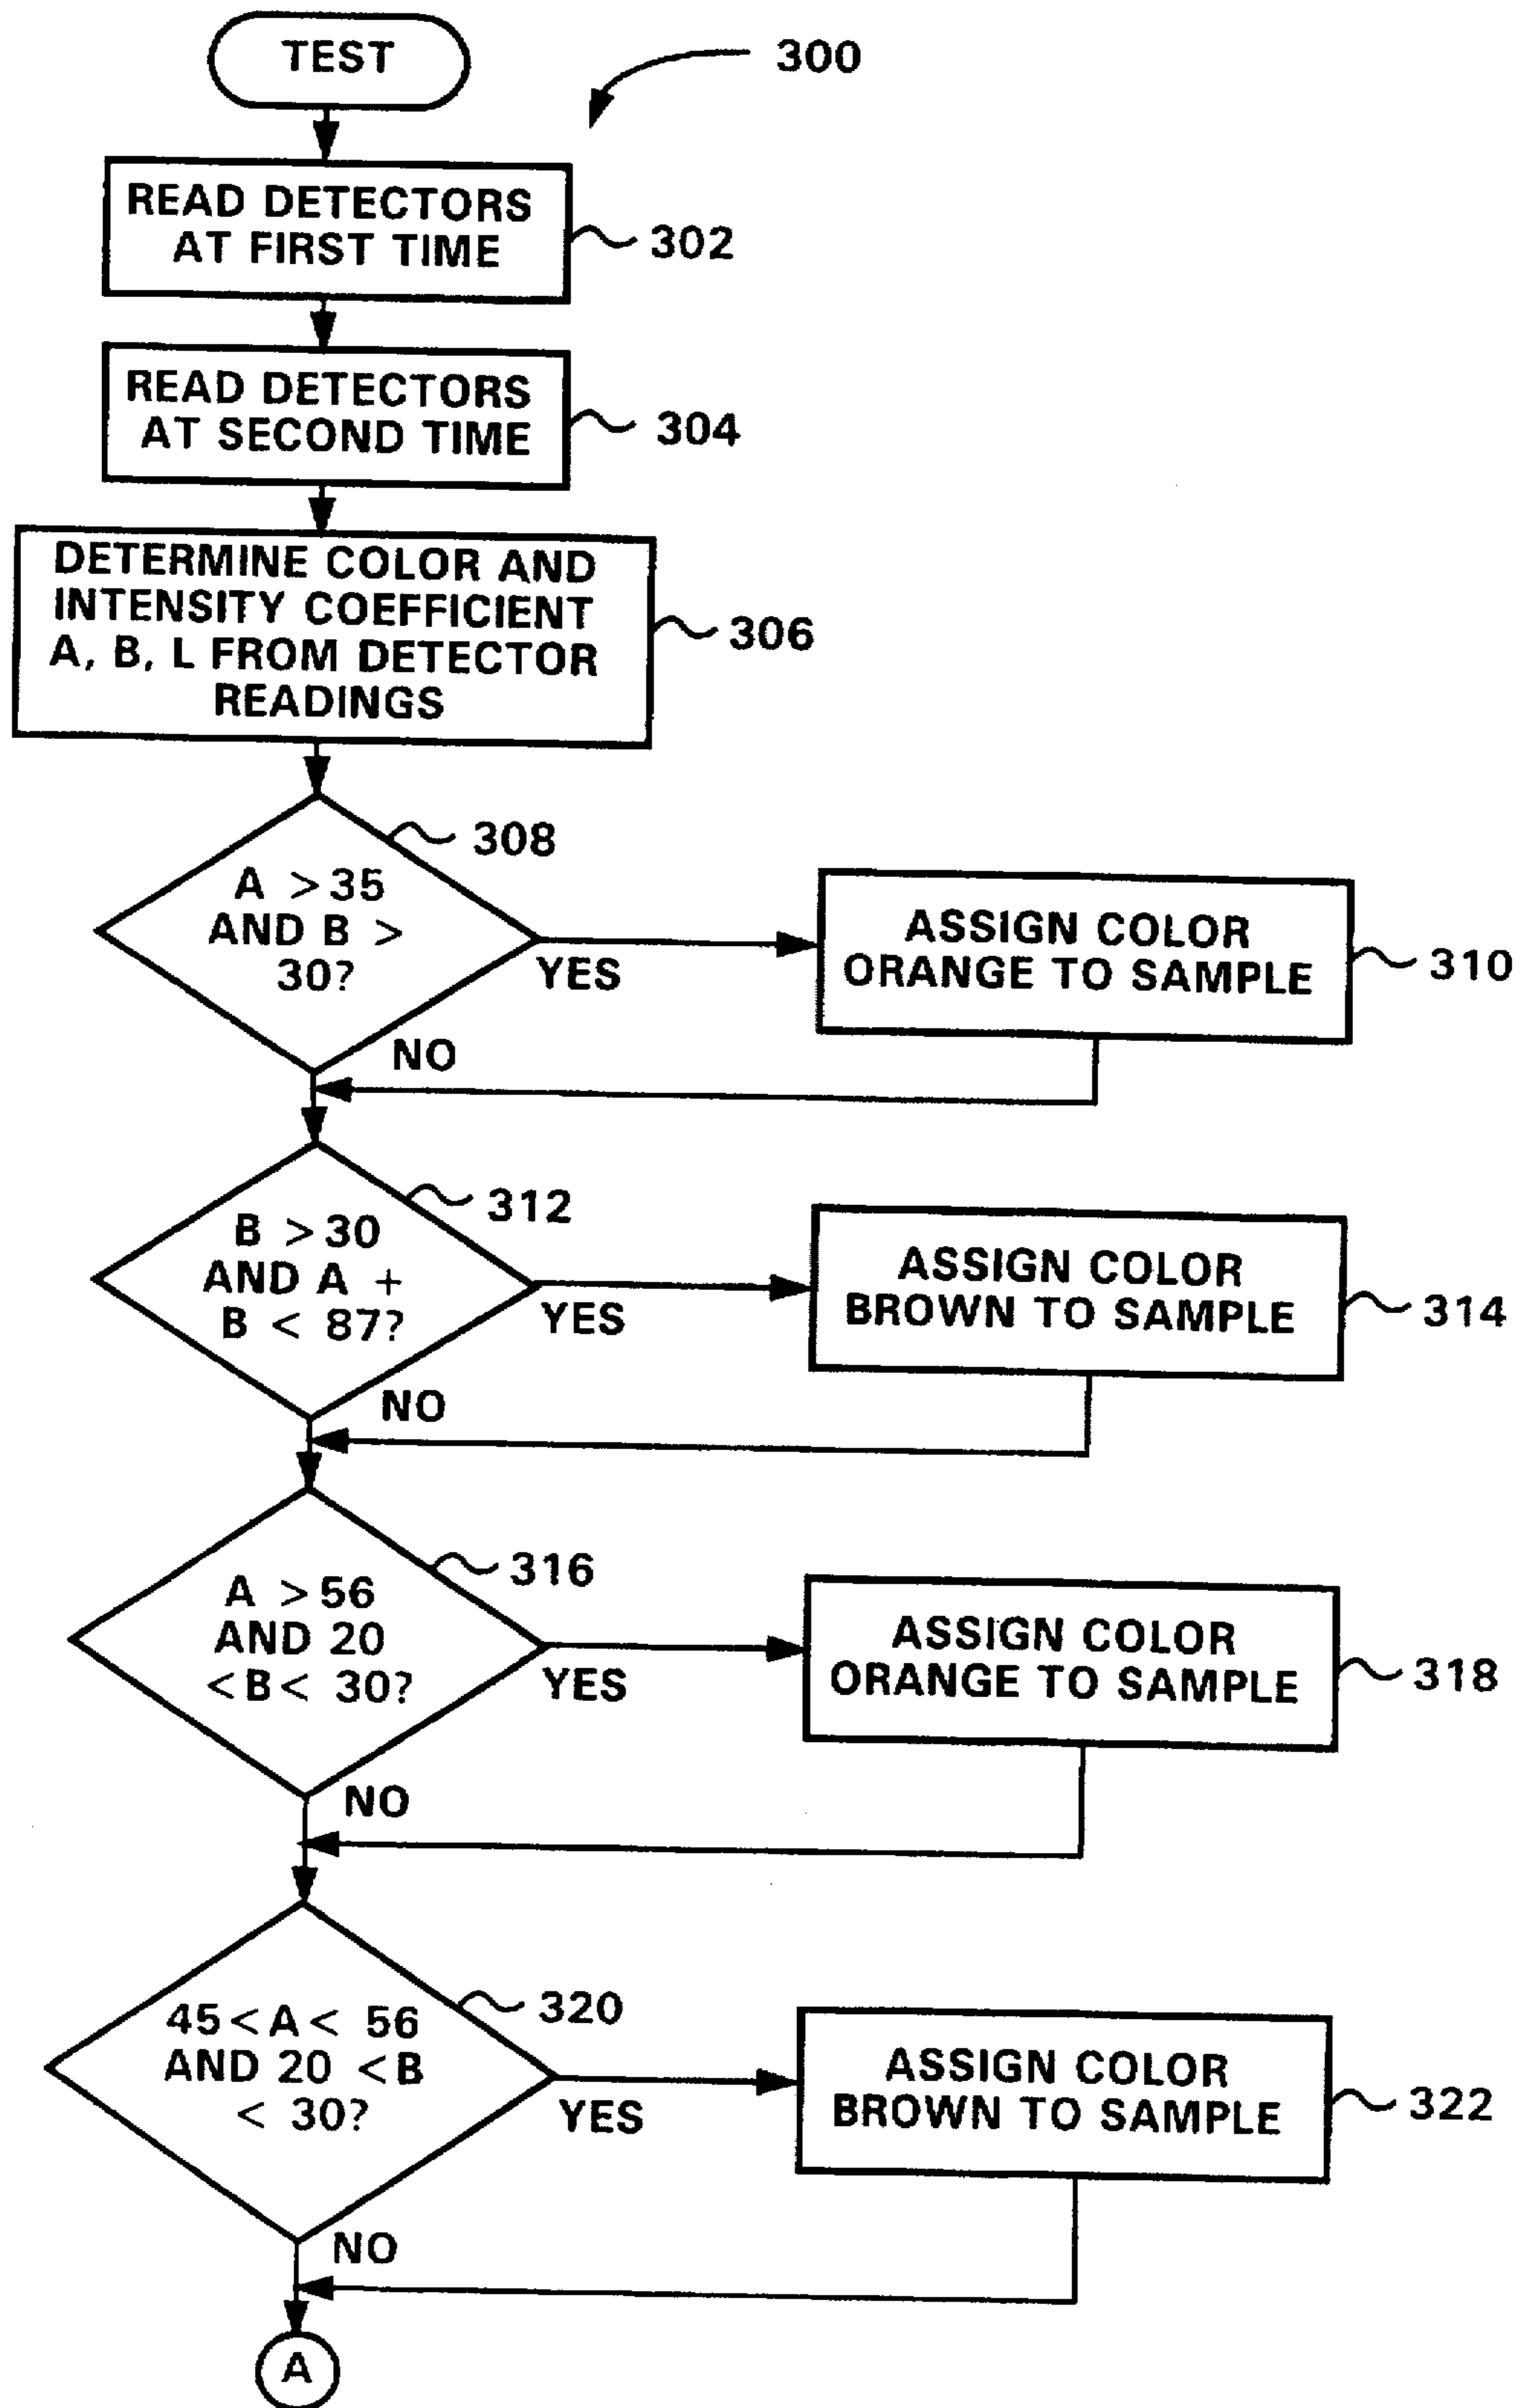 TEST
300
READ DETECTORS
AT FIRST TIME
302
READ DETECTORS
AT SECOND TIME
304
DETERMINE COLOR AND
INTENSITY COEFFICIENT
A, B, L FROM DETECTOR
READINGS
306
308
A >35
AND B >
30?
YES
NO
ASSIGN COLOR
ORANGE TO SAMPLE
310
312
B >30
AND A +
B < 87?
YES
NO
ASSIGN COLOR
BROWN TO SAMPLE
314
316
A >56
AND 20
<B< 30?
YES
NO
ASSIGN COLOR
ORANGE TO SAMPLE
318
320
45<A< 56
AND 20 <B
< 30?
YES
NO
ASSIGN COLOR
BROWN TO SAMPLE
322
A